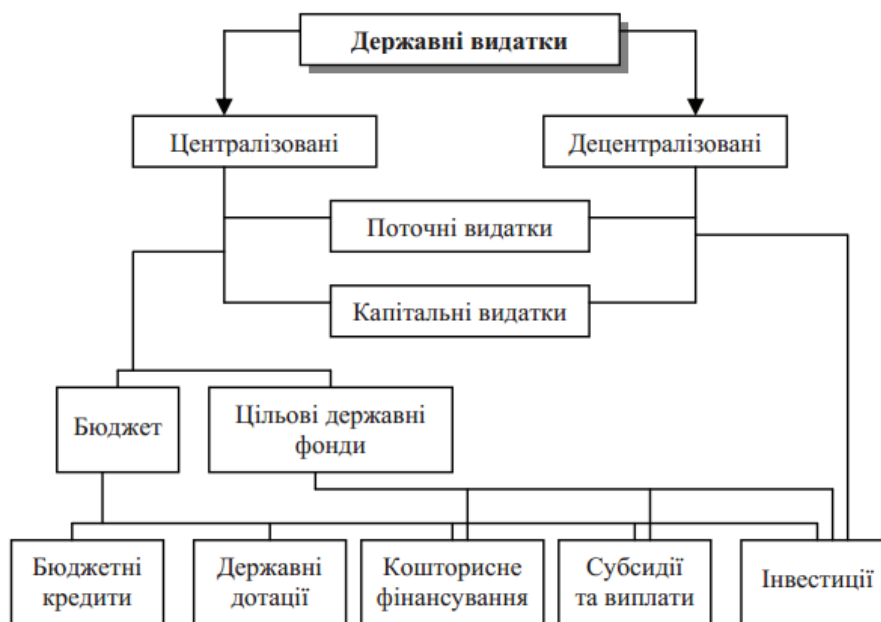 Державні видатки
Централізовані
Децентралізовані
Поточні видатки
Капітальні видатки
Бюджет
Цільові державні
фонди
Бюджетні
кредити
Державні
дотації
Кошторисне
фінансування
Субсидії
та виплати
Інвестиції